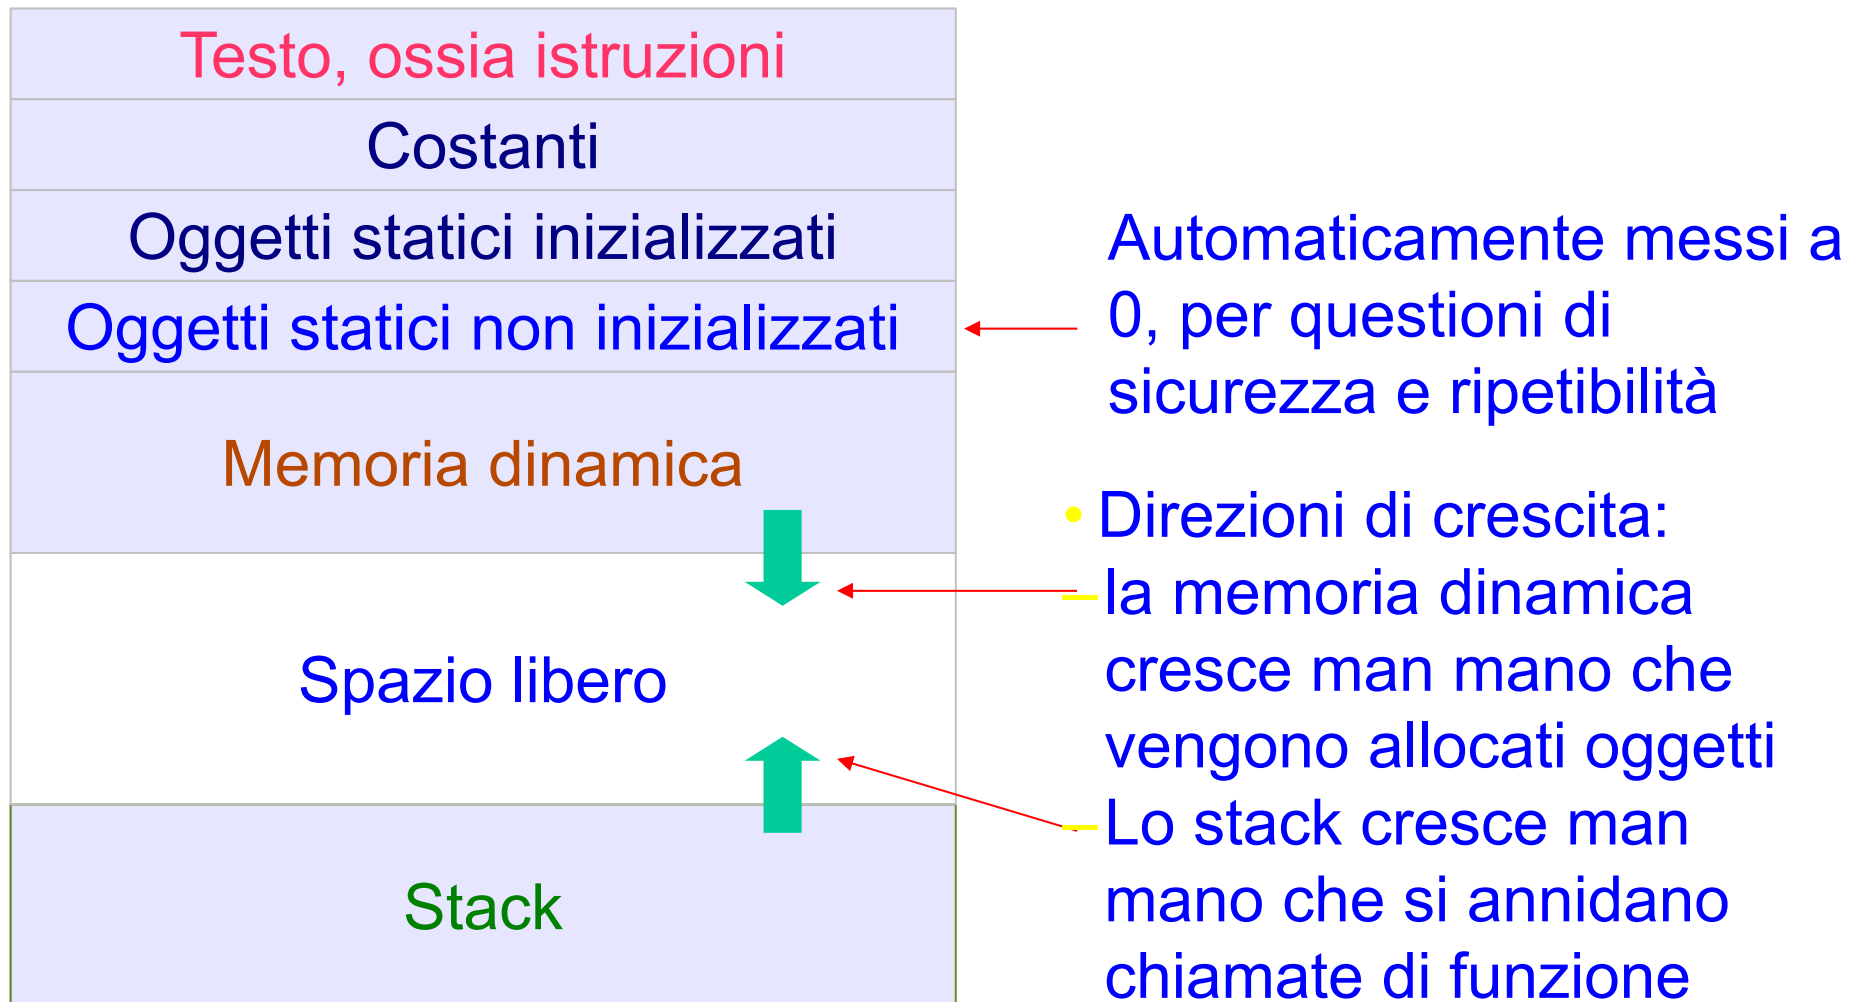 Testo, ossia istruzioni
Costanti
Oggetti statici inizializzati
Oggetti statici non inizializzati
Memoria dinamica
Spazio libero
Stack
Automaticamente messi a
0, per questioni di
sicurezza e ripetibilità
• Direzioni di crescita:
– la memoria dinamica
cresce man mano che
vengono allocati oggetti
– Lo stack cresce man
mano che si annidano
chiamate di funzione